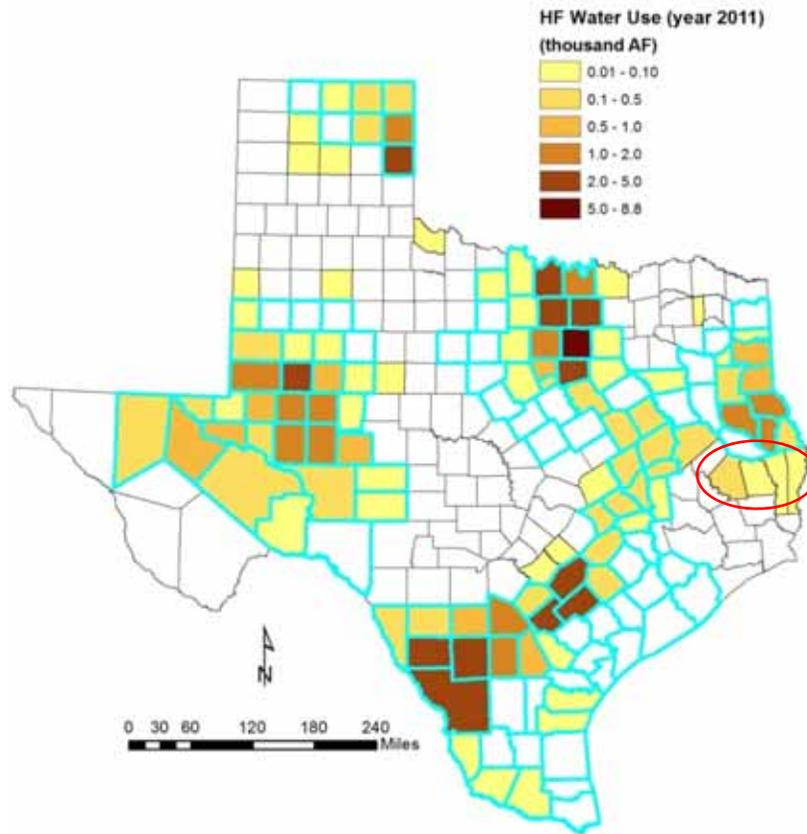 HF Water Use (year 2011)
(thousand AF)
0.01 - 0.10
0.1 - 0.5
0.5 - 1.0
1.0 - 2.0
2.0 - 5.0
5.0 - 8.8
N
0 30 60 120 180 240
Miles